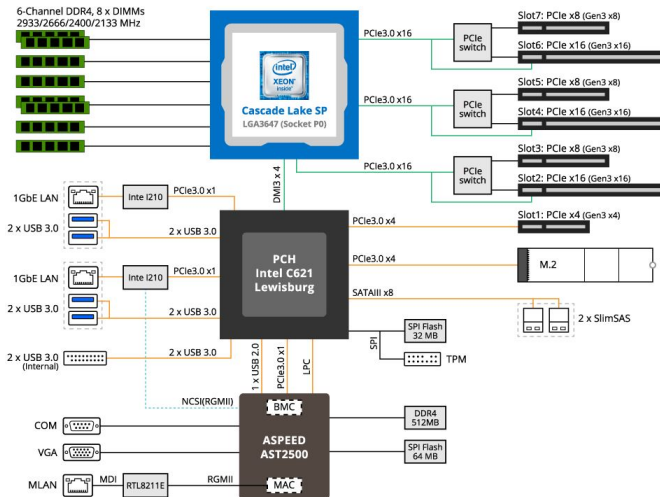 6-Channel DDR4, 8 x DIMMs
2933/2666/2400/2133 MHz
intel
XEON
inside
Cascade Lake SP
LGA3647 (Socket P0)
PCIe3.0 x16
PCIe
switch
Slot7: PCIe x8 (Gen3 x8)
Slot6: PCIe x16 (Gen3 x16)
PCIe3.0 x16
PCIe
switch
Slot5: PCIe x8 (Gen3 x8)
Slot4: PCIe x16 (Gen3 x16)
PCIe3.0 x16
PCIe
switch
Slot3: PCIe x8 (Gen3 x8)
Slot2: PCIe x16 (Gen3 x16)
DMI3 x 4
1GbE LAN
Inte I210
PCIe3.0 x1
2 x USB 3.0
2 x USB 3.0
PCIe3.0 x4
Slot1: PCIe x4 (Gen3 x4)
PCH
Intel C621
Lewisburg
PCIe3.0 x4
M.2
1GbE LAN
Inte I210
PCIe3.0 x1
2 x USB 3.0
2 x USB 3.0
SATAIII x8
2 x SlimSAS
2 x USB 3.0
(Internal)
2 x USB 3.0
SPI
SPI Flash
32 MB
TPM
1 x USB 2.0
PCIe3.0 x1
LPC
NCSI(RGMII)
BMC
ASPEED
AST2500
MAC
DDR4
512MB
SPI Flash
64 MB
COM
VGA
MLAN
MDI
RTL8211E
RGMII